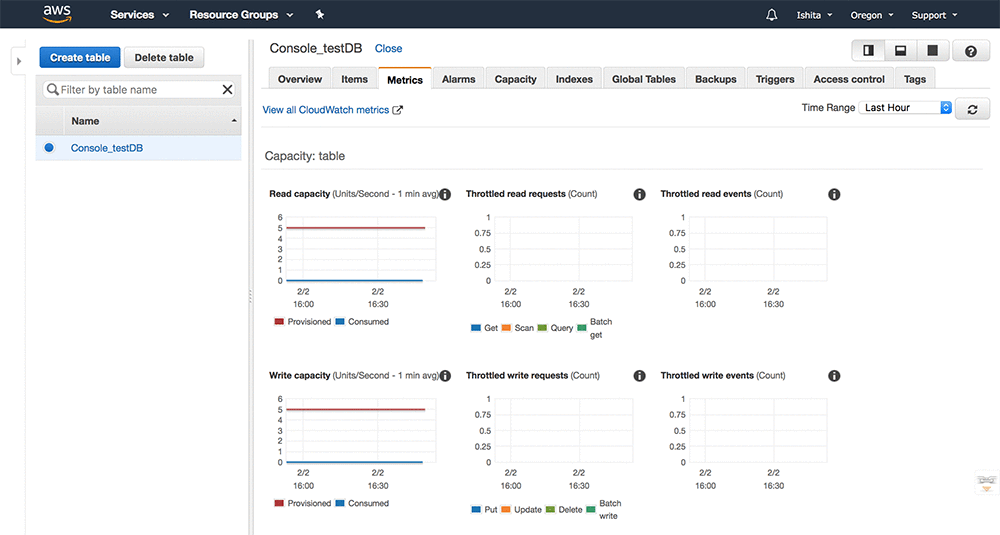 aws Services Resource Groups Ishita Oregon Support
Create table Delete table
Filter by table name
Name
Console_testDB
Console_testDB Close
Overview Items Metrics Alarms Capacity Indexes Global Tables Backups Triggers Access control Tags
View all CloudWatch metrics Time Range Last Hour
Capacity: table
Read capacity (Units/Second - 1 min avg)
6
5
4
3
2
1
0
2/2 2/2
16:00 16:30
Provisioned Consumed
Throttled read requests (Count)
1
0.75
0.5
0.25
0
2/2 2/2
16:00 16:30
Get Scan Query Batch
get
Throttled read events (Count)
1
0.75
0.5
0.25
0
2/2 2/2
16:00 16:30
Write capacity (Units/Second - 1 min avg)
6
5
4
3
2
1
0
2/2 2/2
16:00 16:30
Provisioned Consumed
Throttled write requests (Count)
1
0.75
0.5
0.25
0
2/2 2/2
16:00 16:30
Put Update Delete Batch
write
Throttled write events (Count)
1
0.75
0.5
0.25
0
2/2 2/2
16:00 16:30